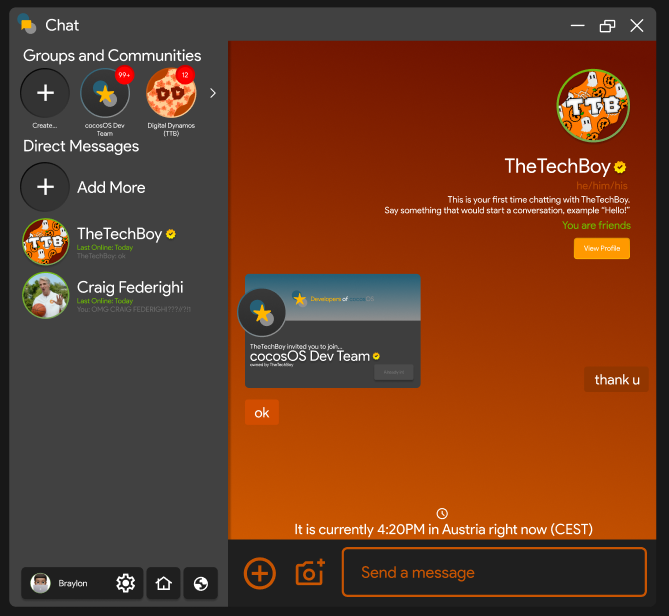 Chat
Groups and Communities
99+
12
Create...
cocosOS Dev
Team
Digital Dynamos
(TTB)
Direct Messages
Add More
TTB
TheTechBoy
Last Online: Today
TheTechBoy: ok
Craig Federighi
Last Online: Today
You: OMG CRAIG FEDERIGHI
Braylon
TTB
TheTechBoy
he/him/his
This is your first time chatting with TheTechBoy.
Say something that would start a conversation, example "Hello!"
You are friends
View Profile
Developers of cocosOS
TheTechBoy invited you to join...
cocosOS Dev Team
owned by TheTechBoy
thank u
ok
It is currently 4:20PM in Austria right now (CEST)
Send a message